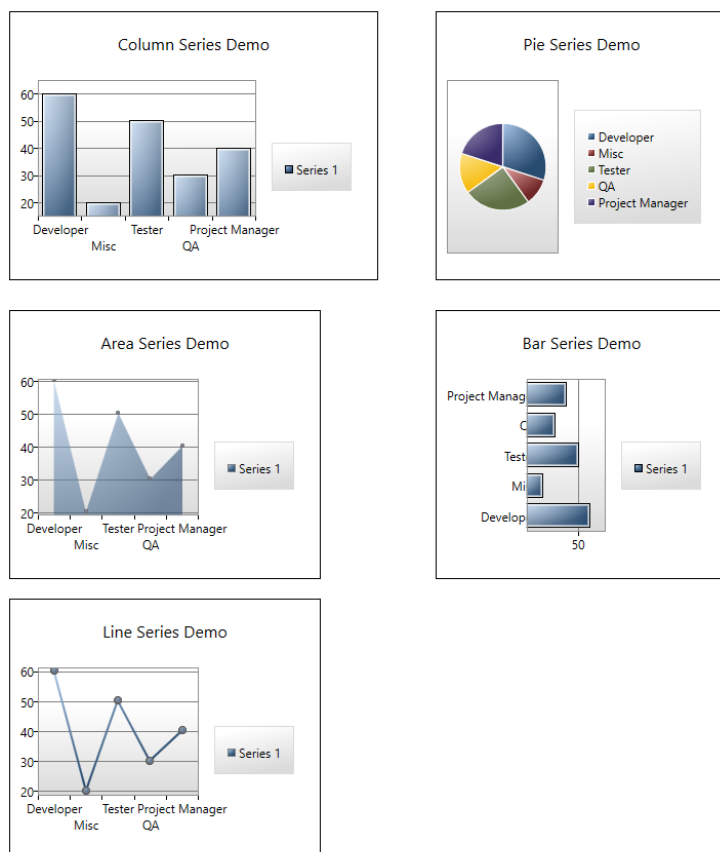 Column Series Demo
60
50
40
30
20
Developer
Misc
Tester
QA
Project Manager
Series 1
Pie Series Demo
Developer
Misc
Tester
QA
Project Manager
Area Series Demo
60
50
40
30
20
Developer
Misc
Tester
QA
Project Manager
Series 1
Bar Series Demo
Project Manag
Test
Mi
Develop
50
Series 1
Line Series Demo
60
50
40
30
20
Developer
Misc
Tester
QA
Project Manager
Series 1